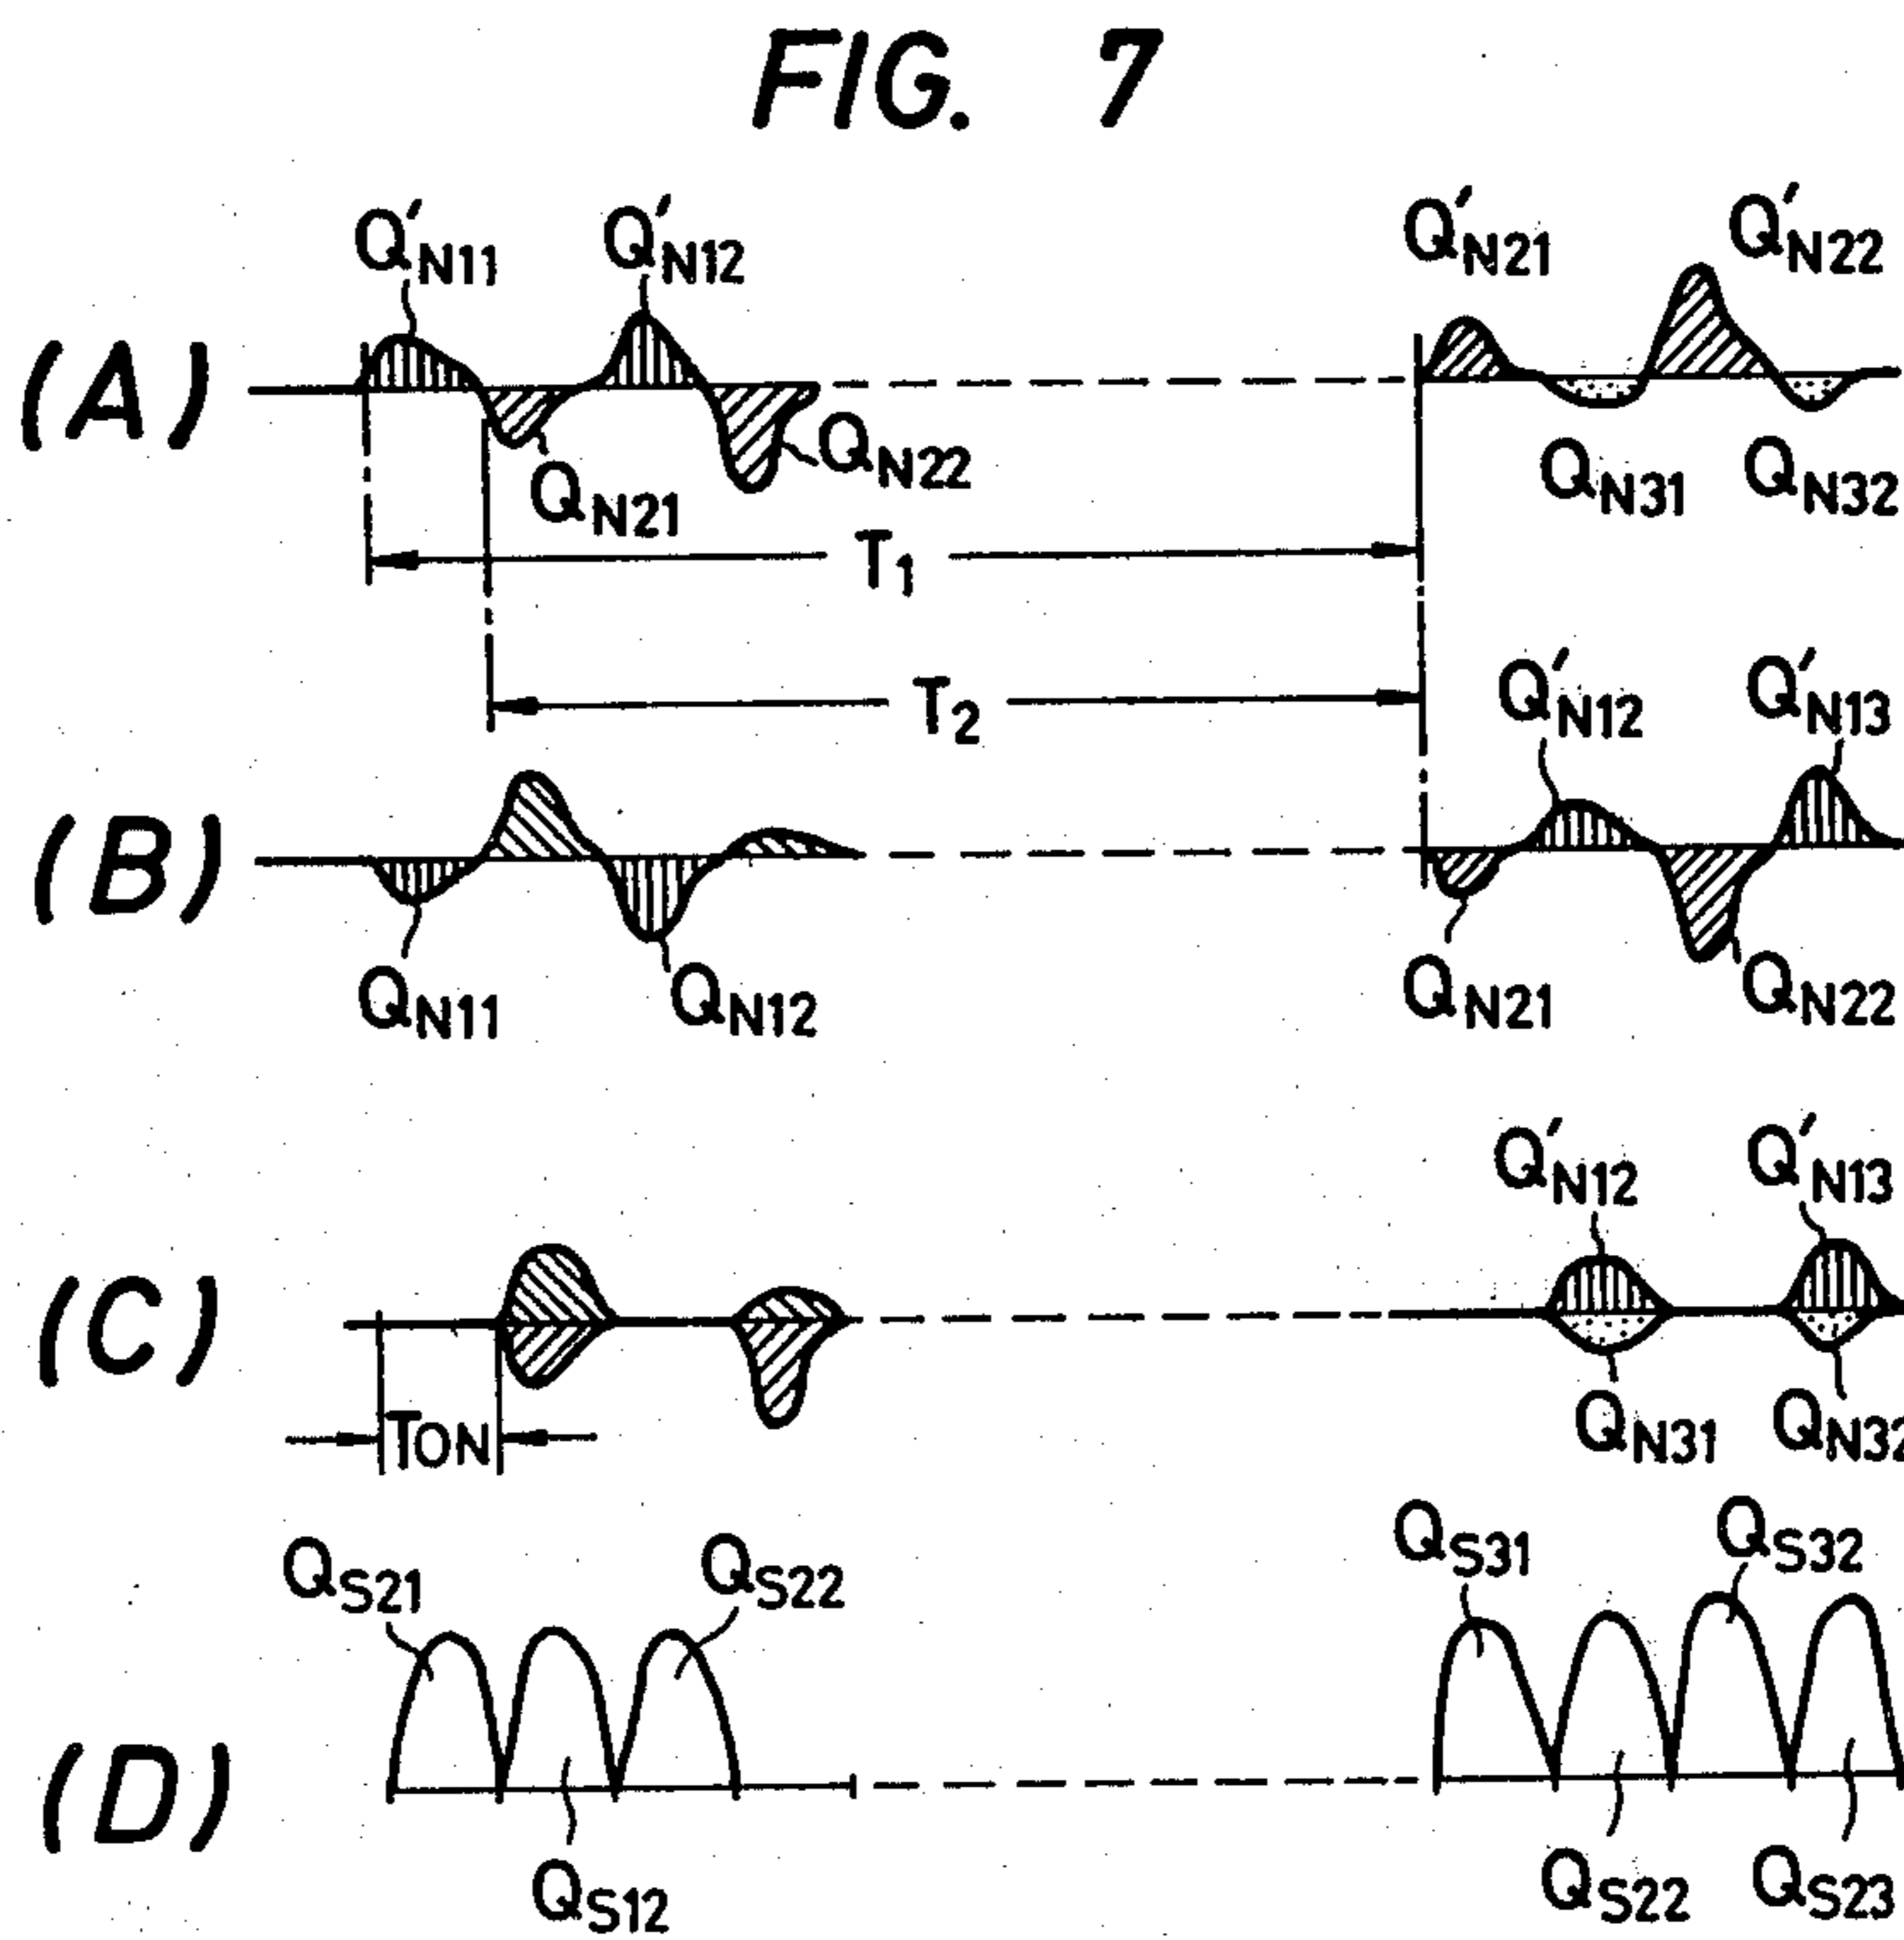 FIG. 7
Q'N11 Q'N12 Q'N21 Q'N22
(A)
QN21 QN22 QN31 QN32
T1
T2
Q'N12 Q'N13
(B)
QN11 QN12 QN21 QN22
Q'N12 Q'N13
(C)
TON
QN31 QN32
QS21 QS22 QS31 QS32
(D)
QS12 QS22 QS23